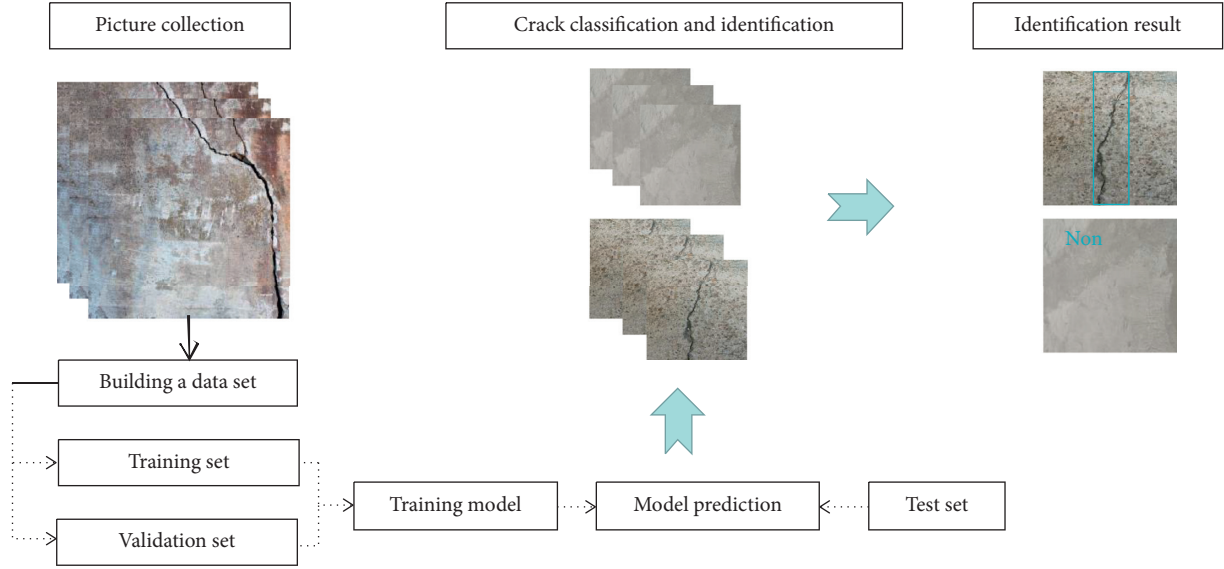 Picture collection
Crack classification and identification
Identification result
Non
Building a data set
Training set
Validation set
Training model
Model prediction
Test set